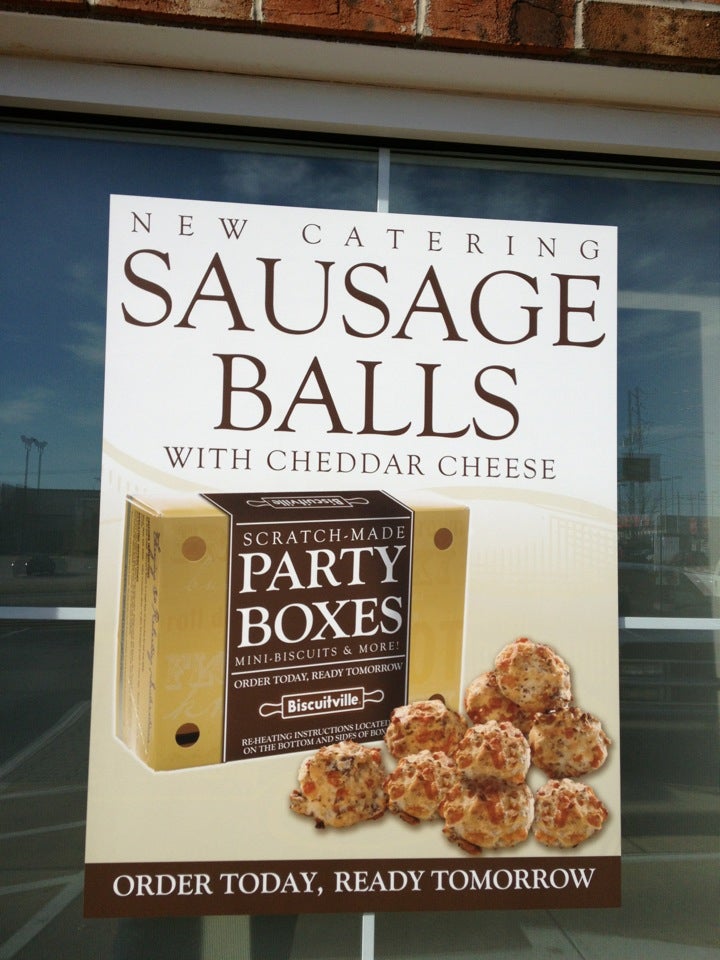 NEW CATERING
SAUSAGE
BALLS
WITH CHEDDAR CHEESE
Biscuitville
SCRATCH-MADE
PARTY
BOXES
MINI-BISCUITS & MORE!
ORDER TODAY, READY TOMORROW
Biscuitville
RE-HEATING INSTRUCTIONS LOCATED
ON THE BOTTOM AND SIDES OF BOX
ORDER TODAY, READY TOMORROW